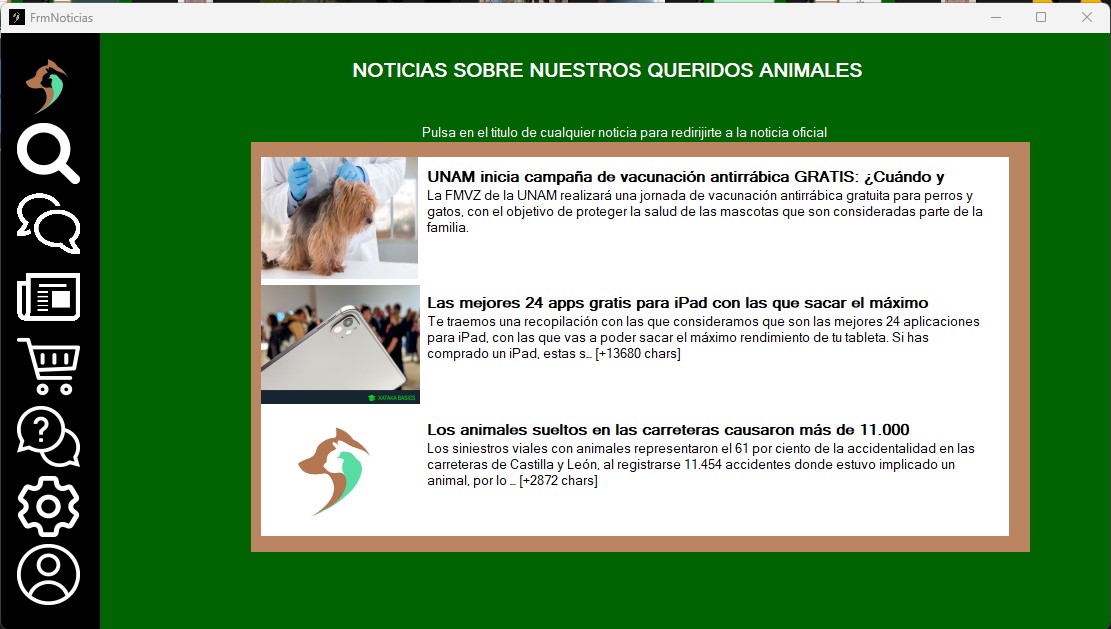 FrmNoticias
NOTICIAS SOBRE NUESTROS QUERIDOS ANIMALES
Pulsa en el titulo de cualquier noticia para redirijirte a la noticia oficial
UNAM inicia campaña de vacunación antirrábica GRATIS: ¿Cuándo y
La FMVZ de la UNAM realizará una jornada de vacunación antirrábica gratuita para perros y
gatos, con el objetivo de proteger la salud de las mascotas que son consideradas parte de la
familia.
Las mejores 24 apps gratis para iPad con las que sacar el máximo
Te traemos una recopilación con las que consideramos que son las mejores 24 aplicaciones
para iPad, con las que vas a poder sacar el máximo rendimiento de tu tableta. Si has
comprado un iPad, estas s... [+13680 chars]
XATAKA BASICS
Los animales sueltos en las carreteras causaron más de 11.000
Los siniestros viales con animales representaron el 61 por ciento de la accidentalidad en las
carreteras de Castilla y León, al registrarse 11.454 accidentes donde estuvo implicado un
animal, por lo ... [+2872 chars]
?